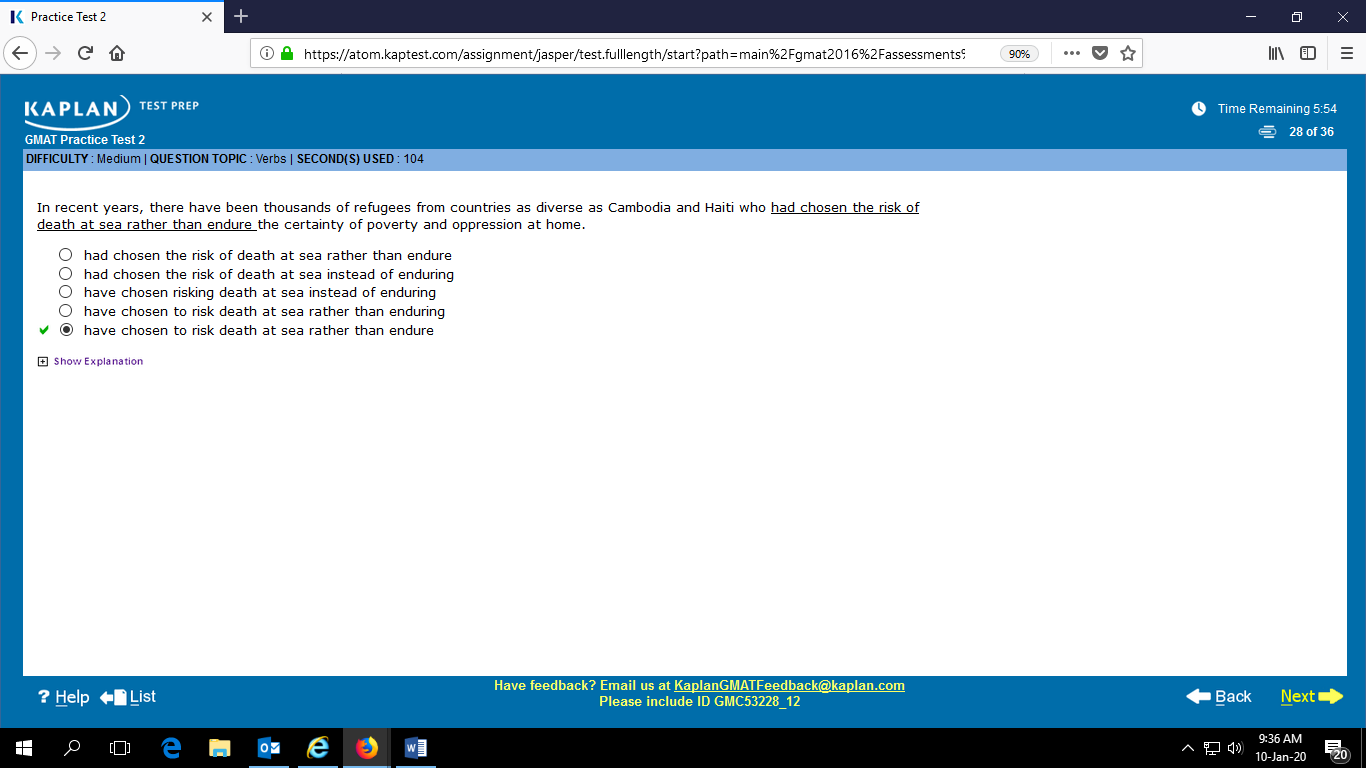 Practice Test 2
https://atom.kaptest.com/assignment/jasper/test.fulllength/start?path=main%2Fgmat2016%2Fassessments%
90%
KAPLAN TEST PREP
GMAT Practice Test 2
Time Remaining 5:54
28 of 36
DIFFICULTY : Medium | QUESTION TOPIC : Verbs | SECOND(S) USED : 104
In recent years, there have been thousands of refugees from countries as diverse as Cambodia and Haiti who had chosen the risk of
death at sea rather than endure the certainty of poverty and oppression at home.
had chosen the risk of death at sea rather than endure
had chosen the risk of death at sea instead of enduring
have chosen risking death at sea instead of enduring
have chosen to risk death at sea rather than enduring
have chosen to risk death at sea rather than endure
Show Explanation
? Help List
Have feedback? Email us at KaplanGMATFeedback@kaplan.com
Please include ID GMC53228_12
Back Next
9:36 AM
10-Jan-20
20